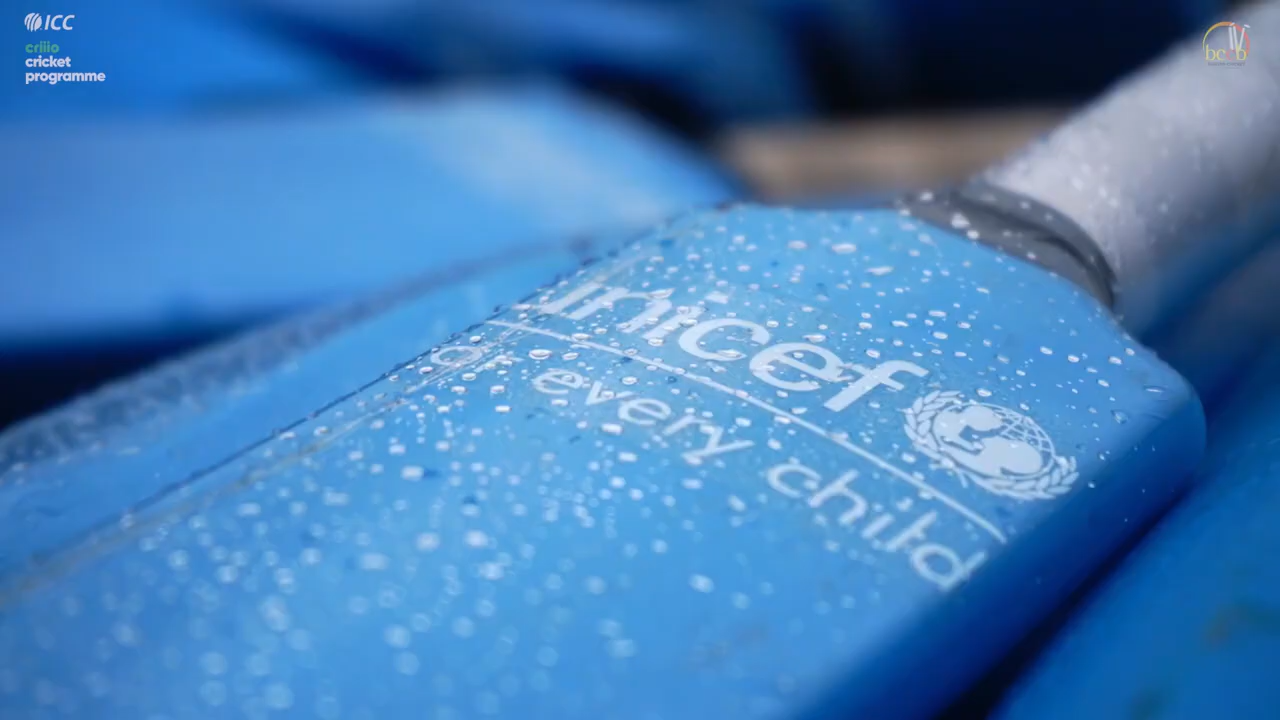 ICC
criiio
cricket
programme
unicef
for every child